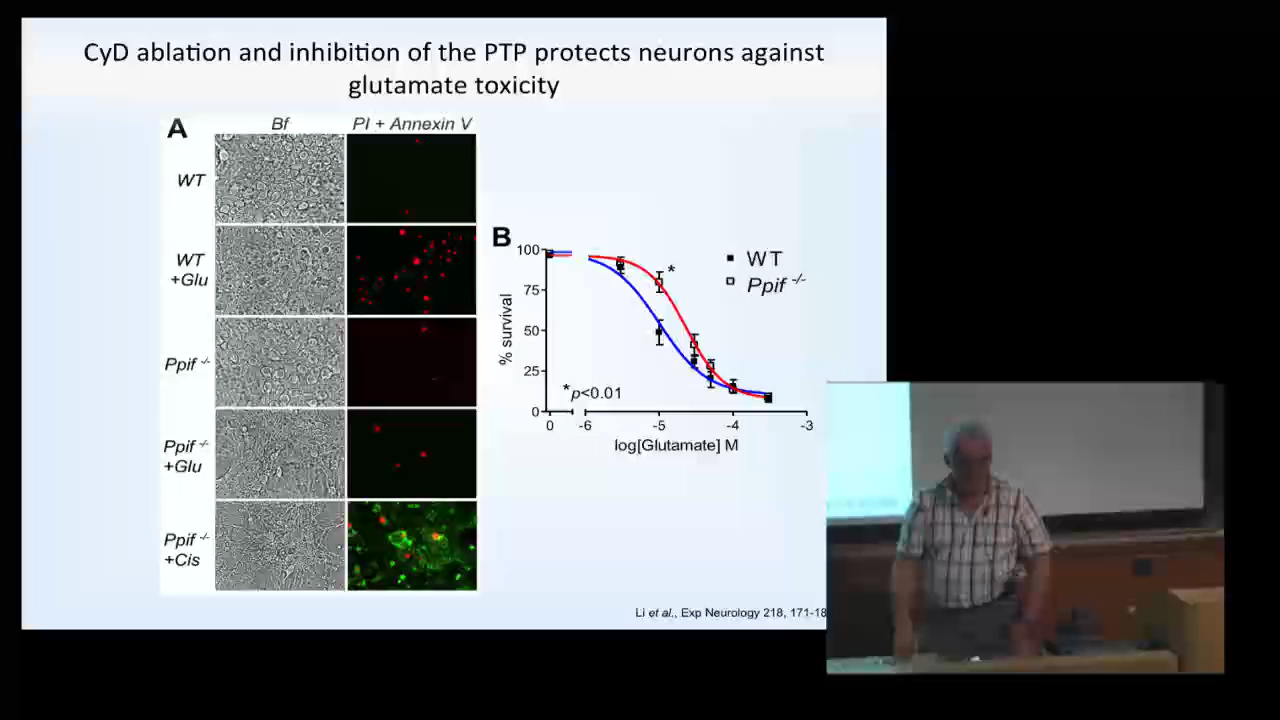 CyD ablation and inhibition of the PTP protects neurons against
glutamate toxicity
A
Bf
PI + Annexin V
WT
WT
+Glu
Ppif -/-
Ppif -/-
+Glu
Ppif -/-
+Cis
B
100
75
50
25
0
% survival
*
*p<0.01
WT
Ppif -/-
0
-6
-5
-4
-3
log[Glutamate] M
Li et al., Exp Neurology 218, 171-18